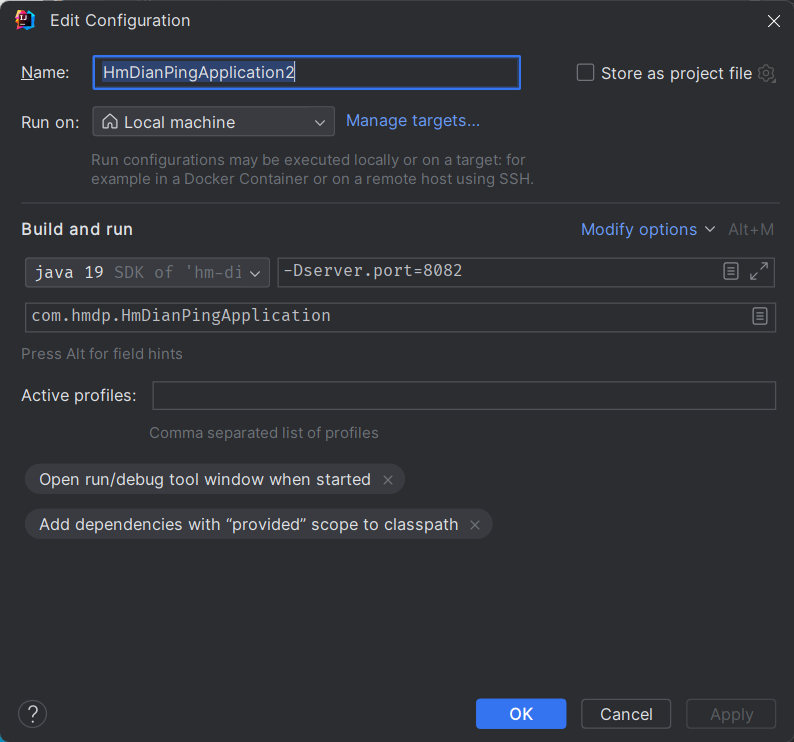 Edit Configuration
Name: HmDianPingApplication2 Store as project file
Run on: Local machine Manage targets...
Run configurations may be executed locally or on a target: for
example in a Docker Container or on a remote host using SSH.
Build and run Modify options Alt+M
java 19 SDK of 'hm-di -Dserver.port=8082
com.hmdp.HmDianPingApplication
Press Alt for field hints
Active profiles:
Comma separated list of profiles
Open run/debug tool window when started
Add dependencies with “provided” scope to classpath
? OK Cancel Apply